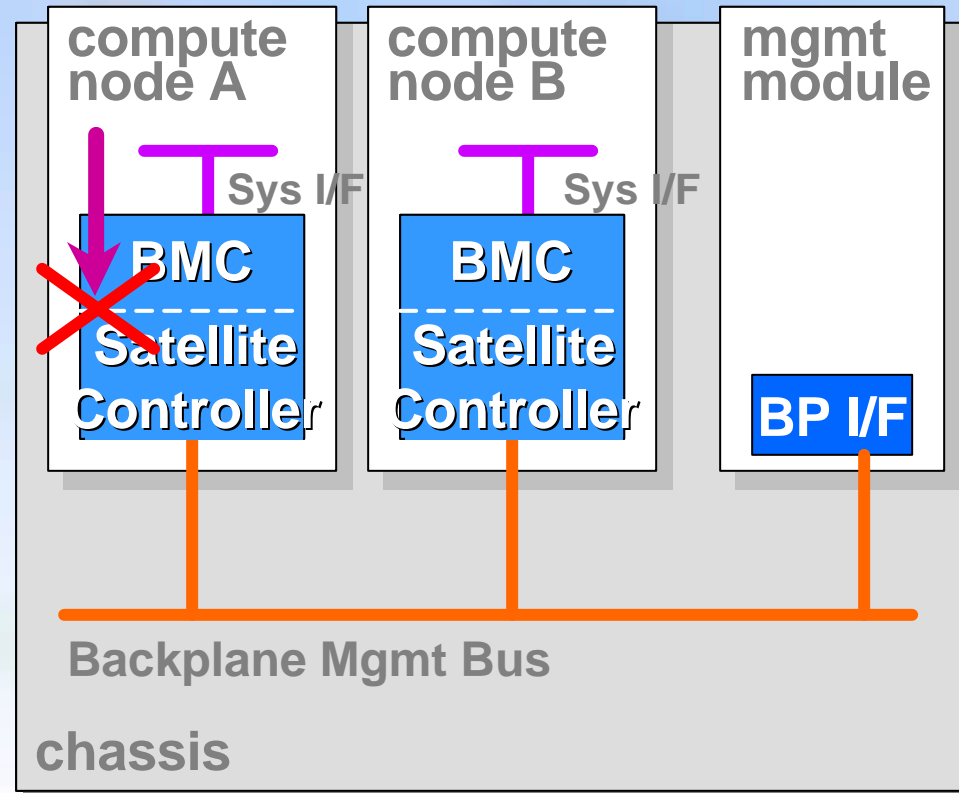 compute
node A
Sys I/F
BMC
Satellite
Controller
compute
node B
Sys I/F
BMC
Satellite
Controller
mgmt
module
BP I/F
Backplane Mgmt Bus
chassis